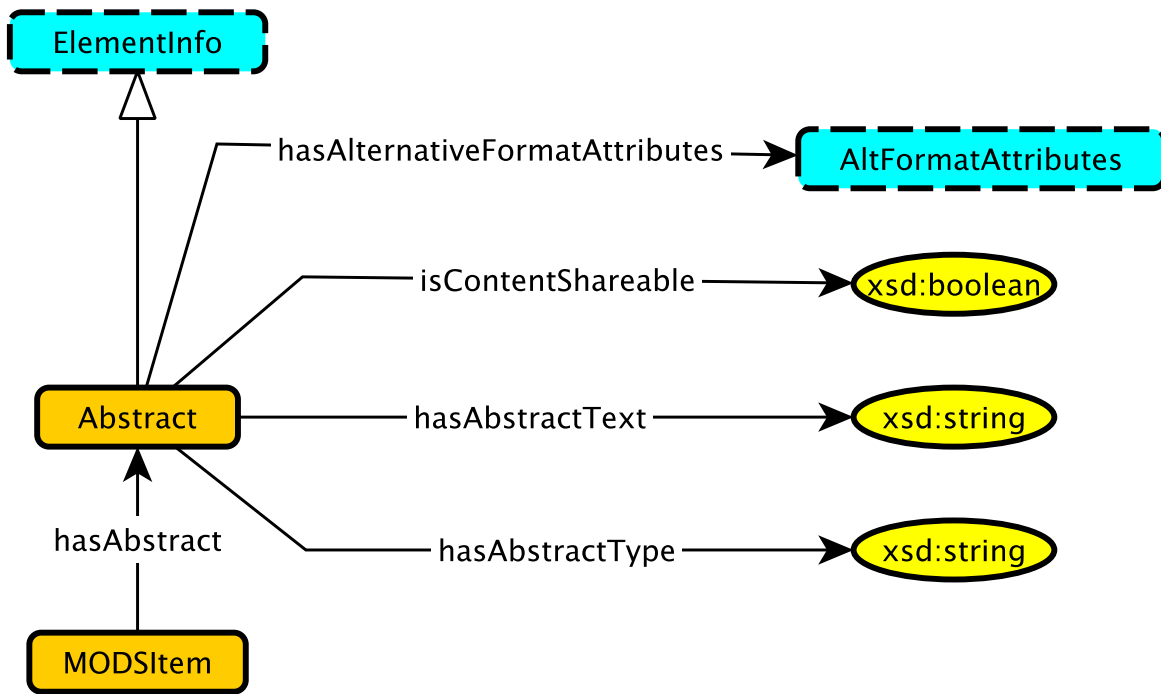 ElementInfo
hasAlternativeFormatAttributes
AltFormatAttributes
isContentShareable
xsd:boolean
Abstract
hasAbstractText
xsd:string
hasAbstract
hasAbstractType
xsd:string
MODSItem